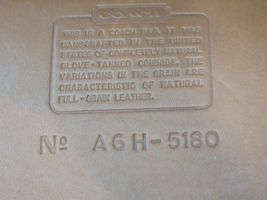 COACH
THIS IS A COACH BAG. IT WAS
HANDCRAFTED IN THE UNITED
STATES OF COMPLETELY NATURAL
GLOVE-TANNED COWHIDE. THE
VARIATIONS IN THE GRAIN ARE
CHARACTERISTIC OF NATURAL
FULL-GRAIN LEATHER.
No A6H-5180